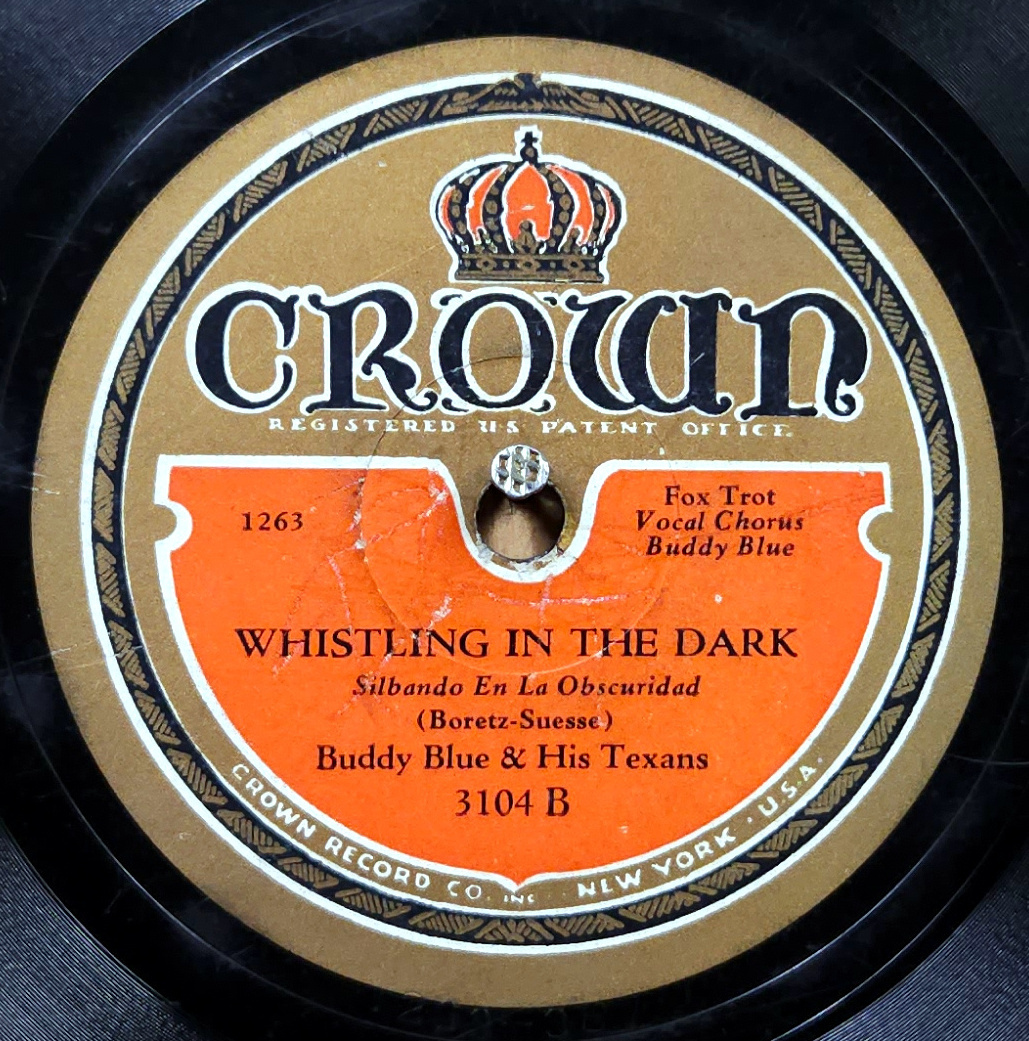 CROWN
REGISTERED U S PATENT OFFICE.
1263
Fox Trot
Vocal Chorus
Buddy Blue
WHISTLING IN THE DARK
Silbando En La Obscuridad
(Boretz-Suesse)
Buddy Blue & His Texans
3104 B
CROWN RECORD CO. INC · NEW YORK · U.S.A.